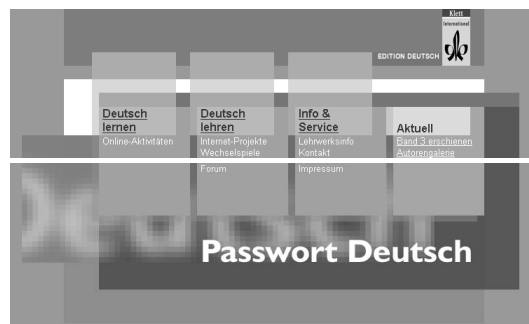 Klett
International
EDITION DEUTSCH
Deutsch
lernen
Online-Aktivitäten
Deutsch
lehren
Internet-Projekte
Wechselspiele
Forum
Info &
Service
Lehrwerksinfo
Kontakt
Impressum
Aktuell
Band 3 erschienen
Autorengalerie
Passwort Deutsch